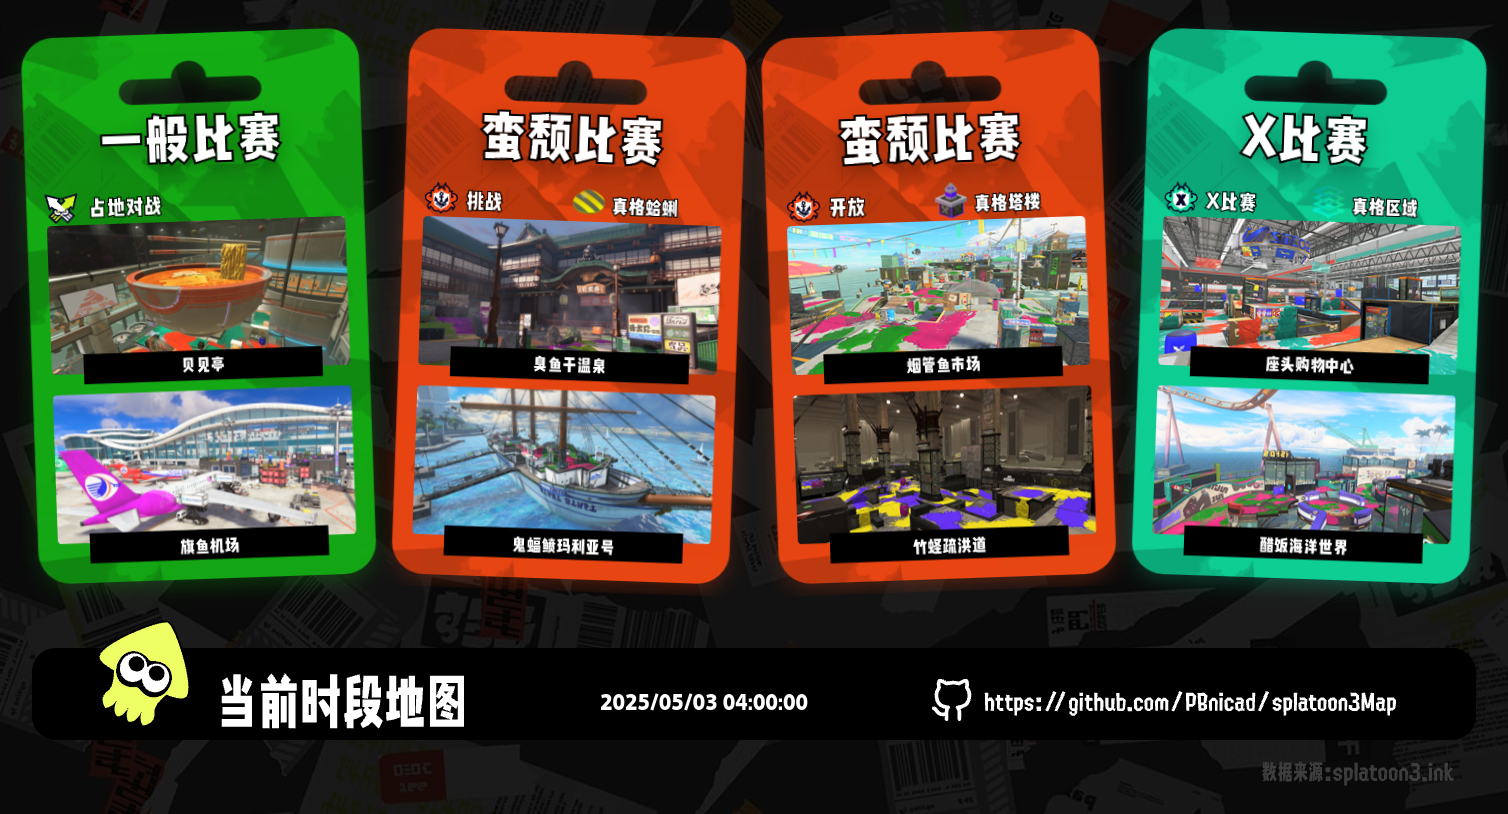 一般比赛
占地对战
贝贝亭
旗鱼机场
蛮颓比赛
挑战
真格蛤蜊
臭鱼干温泉
鬼蝠鲼玛利亚号
蛮颓比赛
开放
真格塔楼
烟管鱼市场
竹蛏疏洪道
X比赛
X比赛
真格区域
座头购物中心
醋饭海洋世界
当前时段地图
2025/05/03 04:00:00
https://github.com/PBnicad/splatoon3Map
数据来源:splatoon3.ink